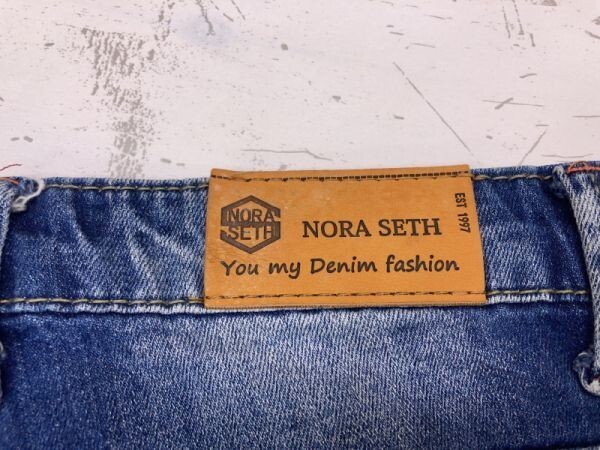 NORA
SETH
NORA SETH
EST 1997
You my Denim fashion